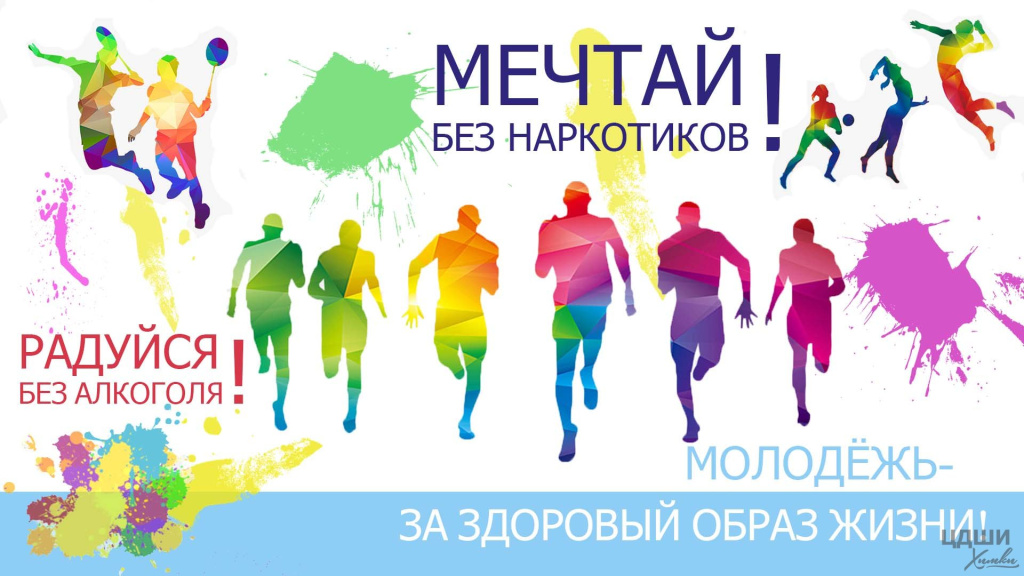 МЕЧТАЙ!
БЕЗ НАРКОТИКОВ
РАДУЙСЯ!
БЕЗ АЛКОГОЛЯ
МОЛОДЁЖЬ-
ЗА ЗДОРОВЫЙ ОБРАЗ ЖИЗНИ!
ЦДШИ
Химки